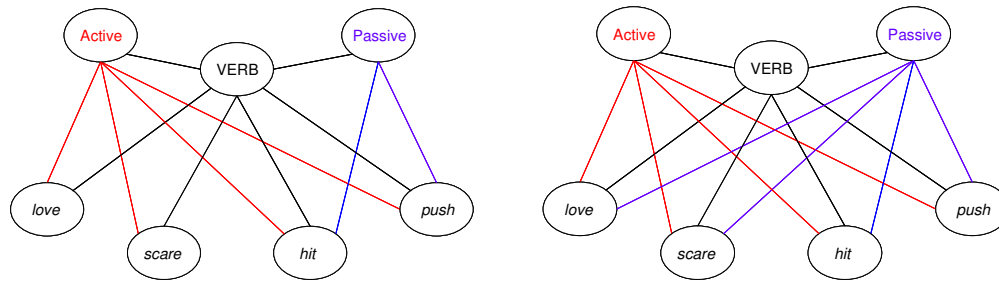 Active
Passive
VERB
love
push
scare
hit
Active
Passive
VERB
love
push
scare
hit